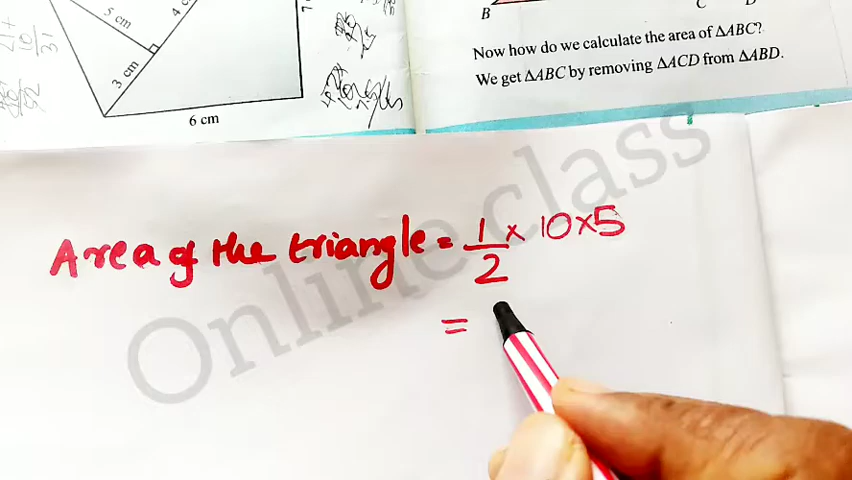 5 cm
4 c
3 cm
6 cm
B
C
D
Now how do we calculate the area of ΔABC?
We get ΔABC by removing ΔACD from ΔABD.
Online class
Area of the triangle = 1/2 × 10 × 5
=